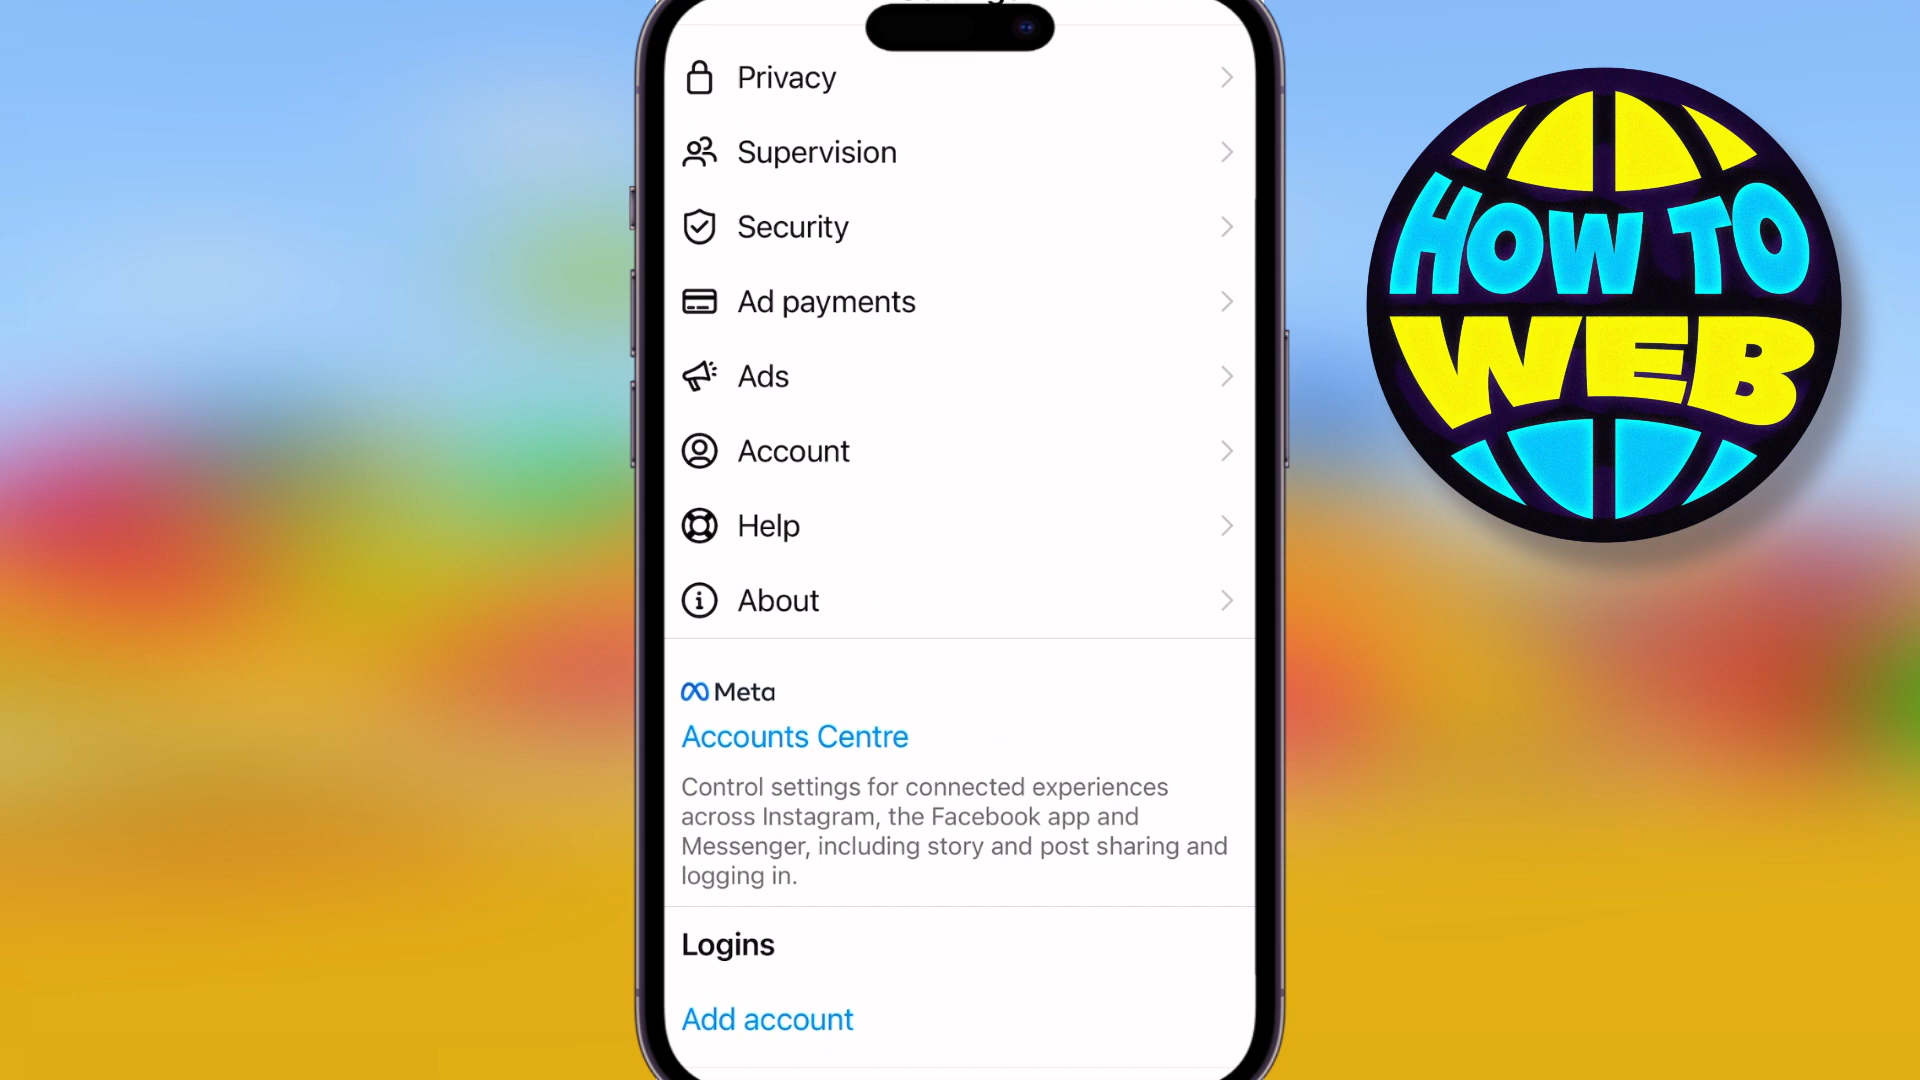 Privacy
Supervision
Security
Ad payments
Ads
Account
Help
About
Meta
Accounts Centre
Control settings for connected experiences
across Instagram, the Facebook app and
Messenger, including story and post sharing and
logging in.
Logins
Add account
HOW TO
WEB